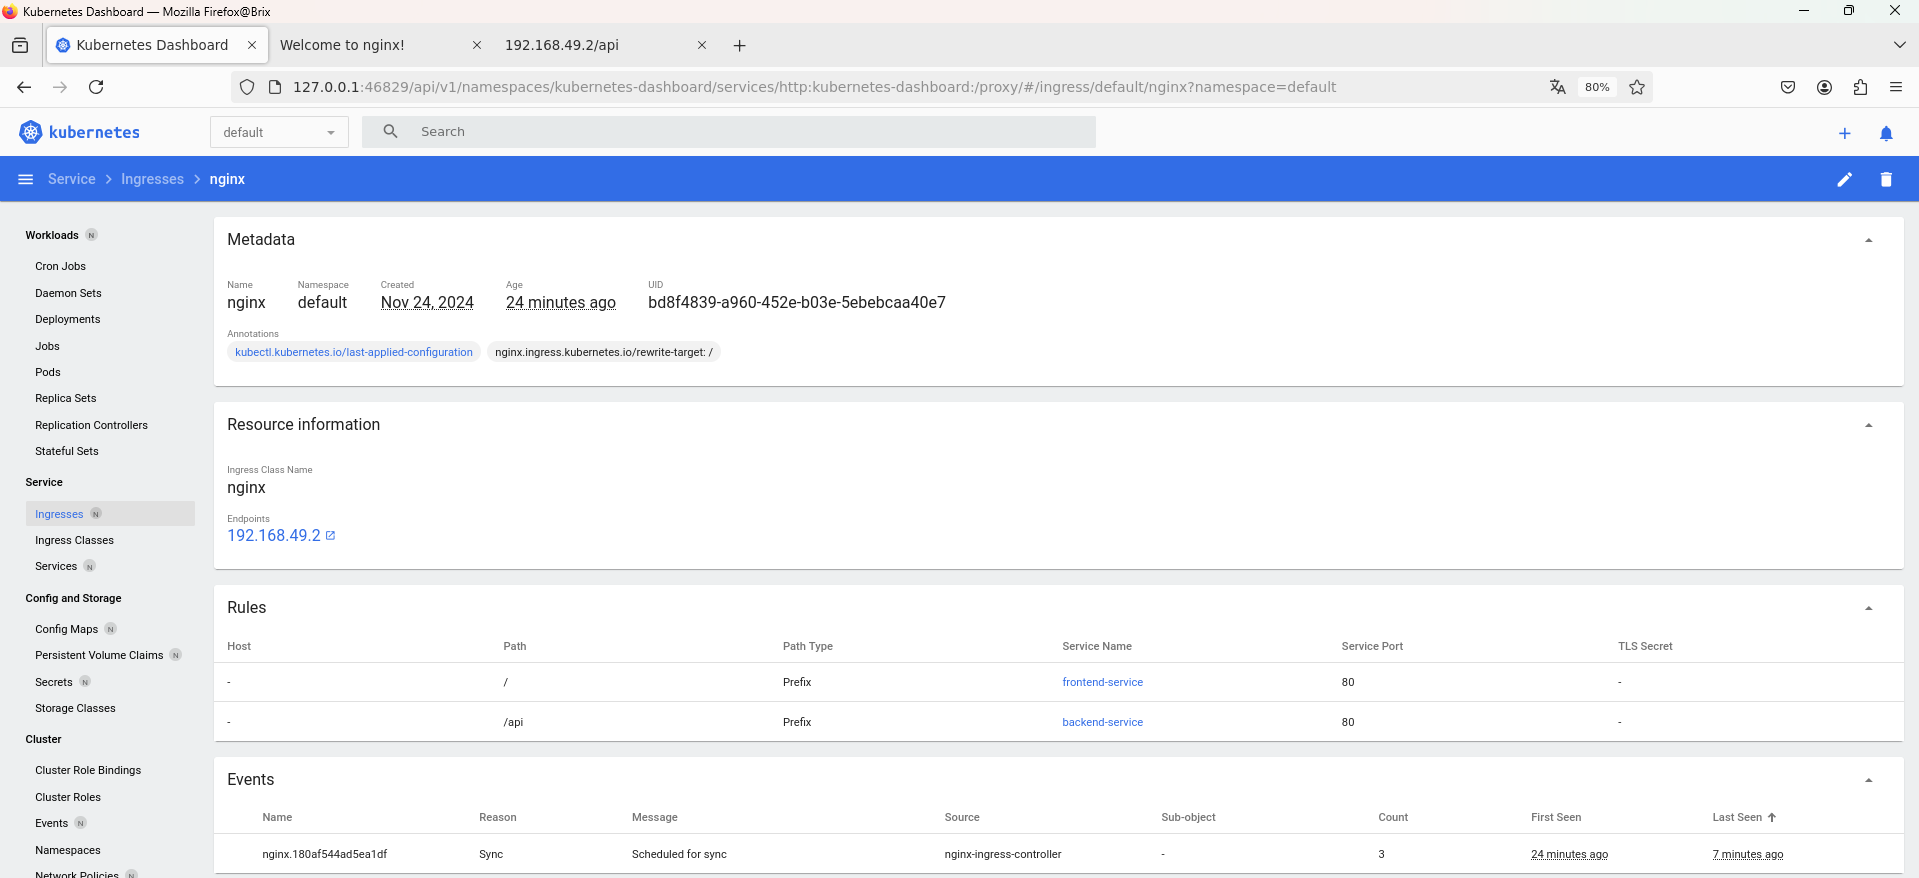 Kubernetes Dashboard — Mozilla Firefox@Brix
Kubernetes Dashboard
Welcome to nginx!
192.168.49.2/api
127.0.0.1:46829/api/v1/namespaces/kubernetes-dashboard/services/http:kubernetes-dashboard:/proxy/#/ingress/default/nginx?namespace=default
80%
kubernetes
default
Search
Service > Ingresses > nginx
Workloads N
Cron Jobs
Daemon Sets
Deployments
Jobs
Pods
Replica Sets
Replication Controllers
Stateful Sets
Service
Ingresses N
Ingress Classes
Services N
Config and Storage
Config Maps N
Persistent Volume Claims N
Secrets N
Storage Classes
Cluster
Cluster Role Bindings
Cluster Roles
Events N
Namespaces
Network Policies N
Metadata
Name Namespace Created Age UID
nginx default Nov 24, 2024 24 minutes ago bd8f4839-a960-452e-b03e-5ebebcaa40e7
Annotations
kubectl.kubernetes.io/last-applied-configuration nginx.ingress.kubernetes.io/rewrite-target: /
Resource information
Ingress Class Name
nginx
Endpoints
192.168.49.2
Rules
Host Path Path Type Service Name Service Port TLS Secret
- / Prefix frontend-service 80 -
- /api Prefix backend-service 80 -
Events
Name Reason Message Source Sub-object Count First Seen Last Seen
nginx.180af544ad5ea1df Sync Scheduled for sync nginx-ingress-controller - 3 24 minutes ago 7 minutes ago